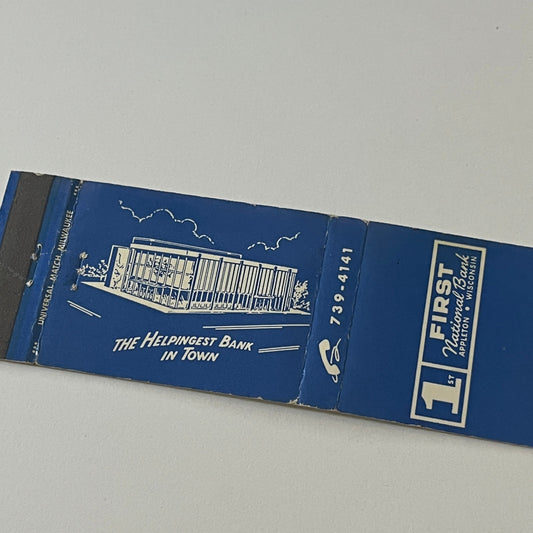 UNIVERSAL MATCH, MILWAUKEE
THE HELPINGEST BANK
IN TOWN
739-4141
1ST
FIRST
National Bank
APPLETON • WISCONSIN